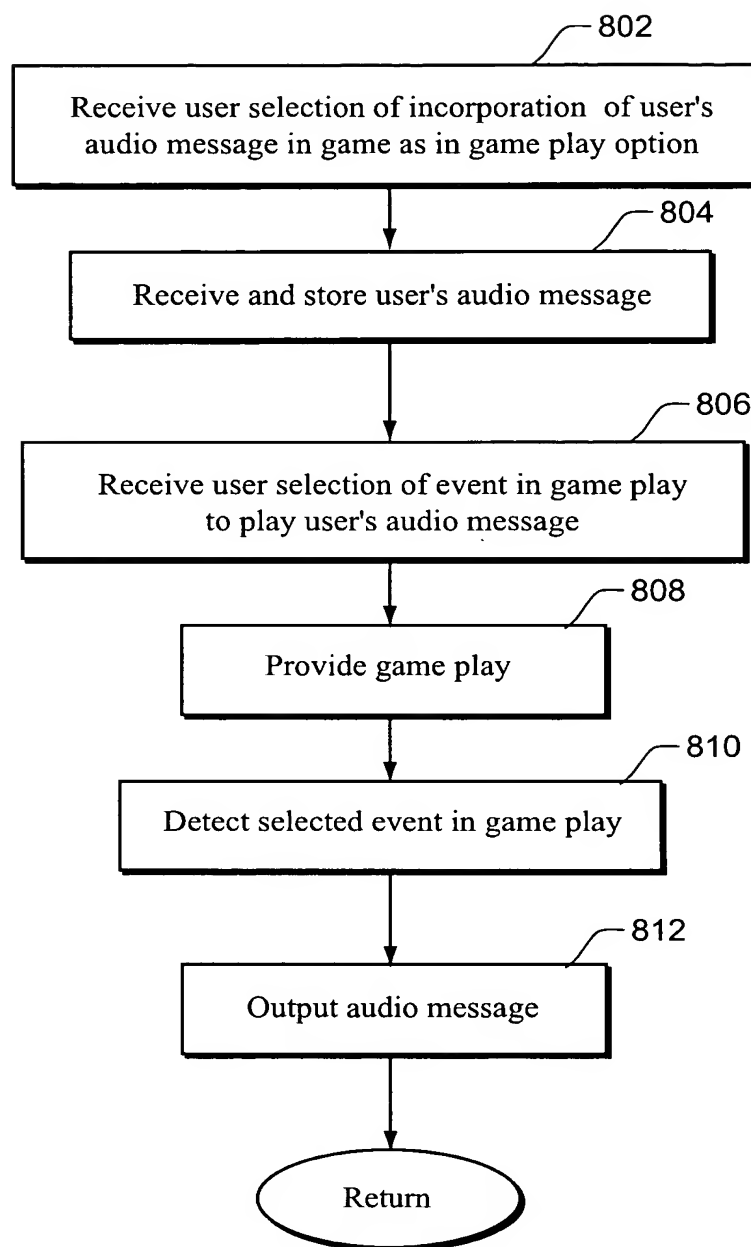 802
Receive user selection of incorporation of user's
audio message in game as in game play option
804
Receive and store user's audio message
806
Receive user selection of event in game play
to play user's audio message
808
Provide game play
810
Detect selected event in game play
812
Output audio message
Return